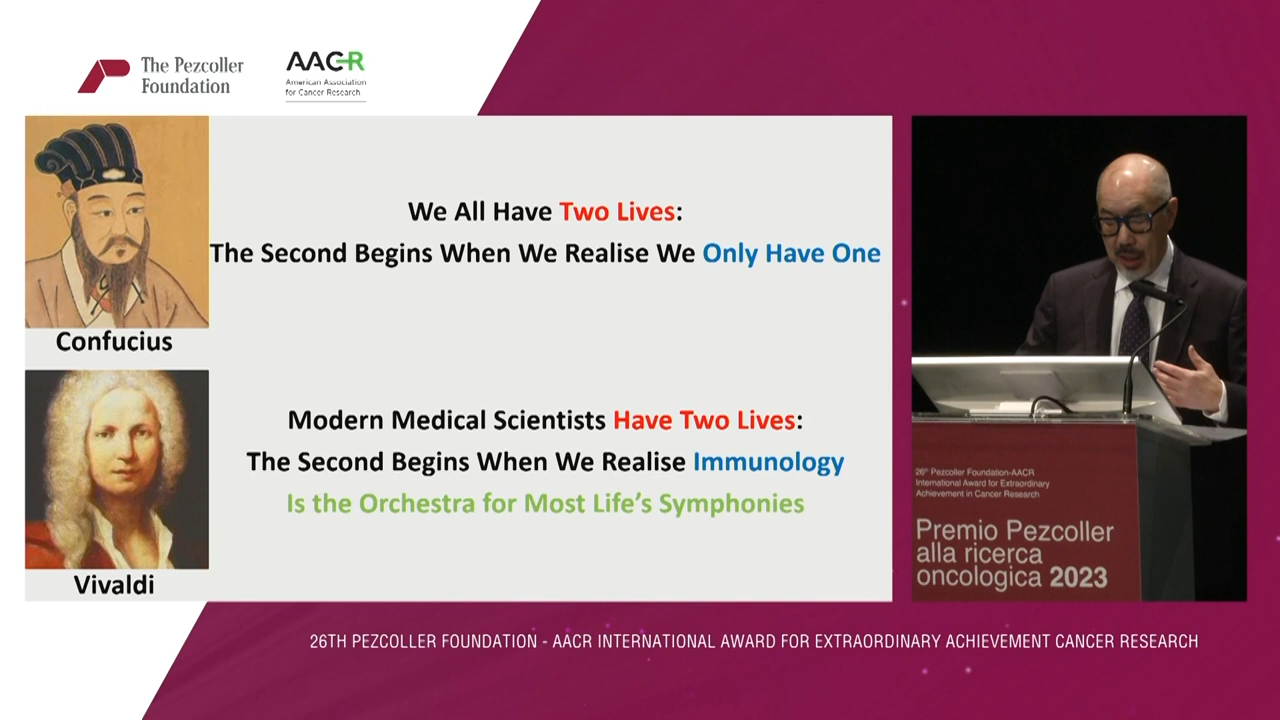 The Pezcoller
Foundation
AACR
American Association
for Cancer Research
We All Have Two Lives:
The Second Begins When We Realise We Only Have One
Confucius
Modern Medical Scientists Have Two Lives:
The Second Begins When We Realise Immunology
Is the Orchestra for Most Life's Symphonies
Vivaldi
26th Pezcoller Foundation-AACR
International Award for Extraordinary
Achievement in Cancer Research
Premio Pezcoller
alla ricerca
oncologica 2023
26TH PEZCOLLER FOUNDATION - AACR INTERNATIONAL AWARD FOR EXTRAORDINARY ACHIEVEMENT CANCER RESEARCH